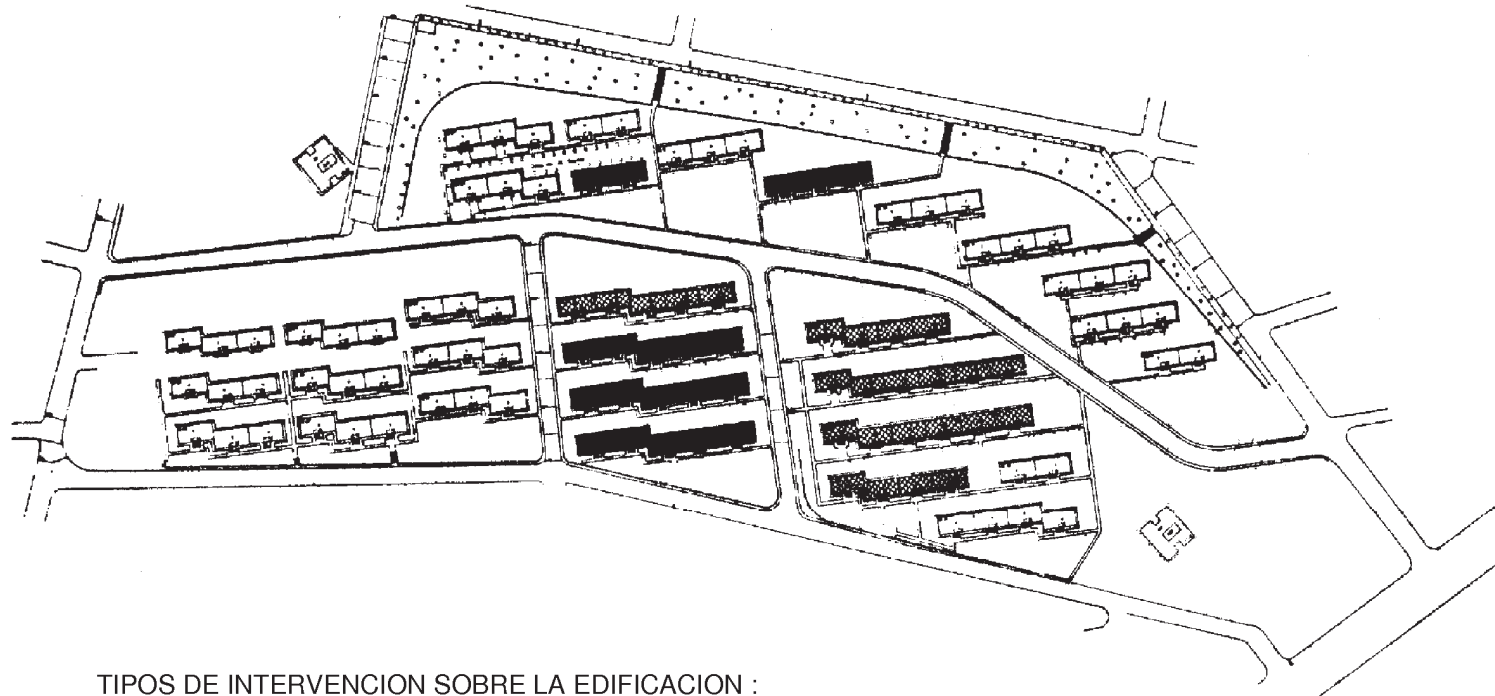 TIPOS DE INTERVENCION SOBRE LA EDIFICACION :